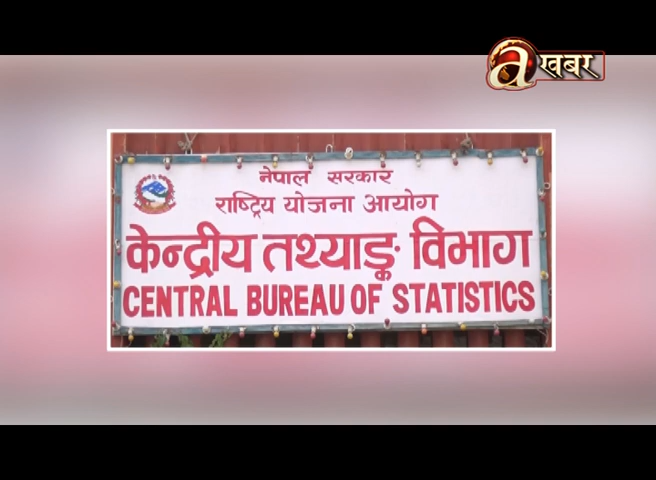 a खबर
नेपाल सरकार
राष्ट्रिय योजना आयोग
केन्द्रीय तथ्याङ्क विभाग
CENTRAL BUREAU OF STATISTICS